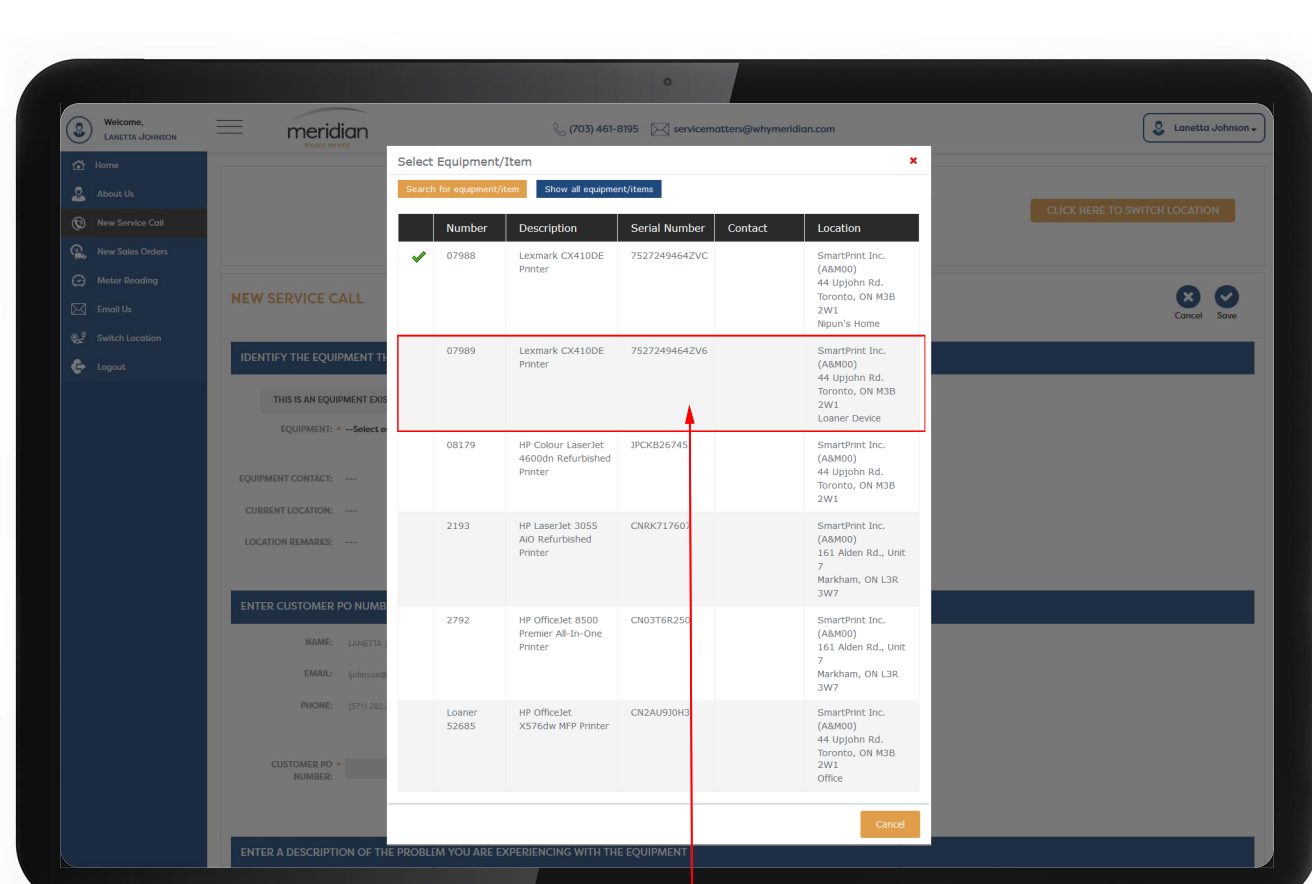 Welcome,
LANETTA JOHNSON
meridian
means service
(703) 461-8195 servicematters@whymeridian.com
Lanetta Johnson
Home
About Us
New Service Call
New Sales Orders
Meter Reading
Email Us
Switch Location
Logout
CLICK HERE TO SWITCH LOCATION
NEW SERVICE CALL
Cancel Save
IDENTIFY THE EQUIPMENT TH
THIS IS AN EQUIPMENT EXIS
EQUIPMENT: * --Select e
EQUIPMENT CONTACT: ---
CURRENT LOCATION: ---
LOCATION REMARKS: ---
ENTER CUSTOMER PO NUMB
NAME: LANETTA J
EMAIL: ljohnson@
PHONE: (571) 282.
CUSTOMER PO *
NUMBER:
ENTER A DESCRIPTION OF THE PROBLEM YOU ARE EXPERIENCING WITH THE EQUIPMENT
Select Equipment/Item
Search for equipment/item Show all equipment/items
Number Description Serial Number Contact Location
07988 Lexmark CX410DE 7527249464ZVC SmartPrint Inc.
Printer (A&M00)
44 Upjohn Rd.
Toronto, ON M3B
2W1
Nipun's Home
07989 Lexmark CX410DE 7527249464ZV6 SmartPrint Inc.
Printer (A&M00)
44 Upjohn Rd.
Toronto, ON M3B
2W1
Loaner Device
08179 HP Colour LaserJet JPCKB26745 SmartPrint Inc.
4600dn Refurbished (A&M00)
Printer 44 Upjohn Rd.
Toronto, ON M3B
2W1
2193 HP LaserJet 3055 CNRK717607 SmartPrint Inc.
AiO Refurbished (A&M00)
Printer 161 Alden Rd., Unit
7
Markham, ON L3R
3W7
2792 HP OfficeJet 8500 CN03T6R250 SmartPrint Inc.
Premier All-In-One (A&M00)
Printer 161 Alden Rd., Unit
7
Markham, ON L3R
3W7
Loaner HP OfficeJet CN2AU9J0H3 SmartPrint Inc.
52685 X576dw MFP Printer (A&M00)
44 Upjohn Rd.
Toronto, ON M3B
2W1
Office
Cancel